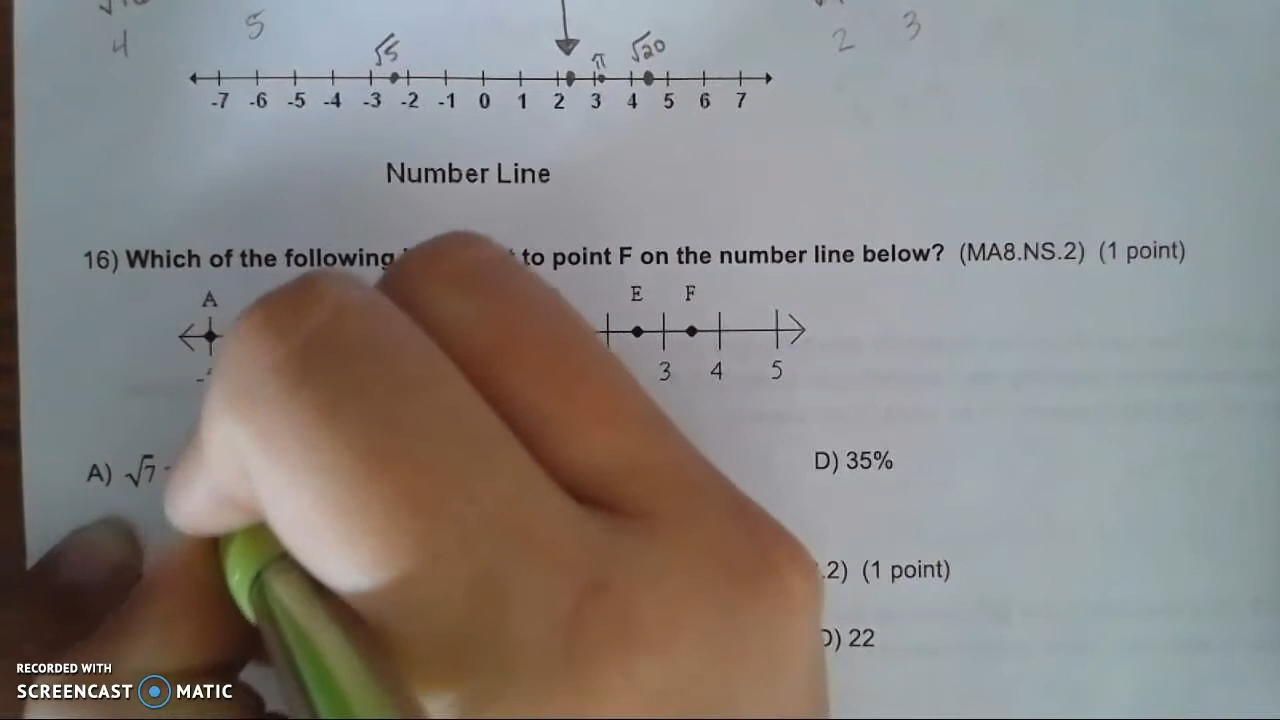 4 5 2 3
√5 π √20
-7 -6 -5 -4 -3 -2 -1 0 1 2 3 4 5 6 7
Number Line
16) Which of the following to point F on the number line below? (MA8.NS.2) (1 point)
A E F
3 4 5
A) √7 D) 35%
.2) (1 point)
D) 22
RECORDED WITH
SCREENCAST MATIC